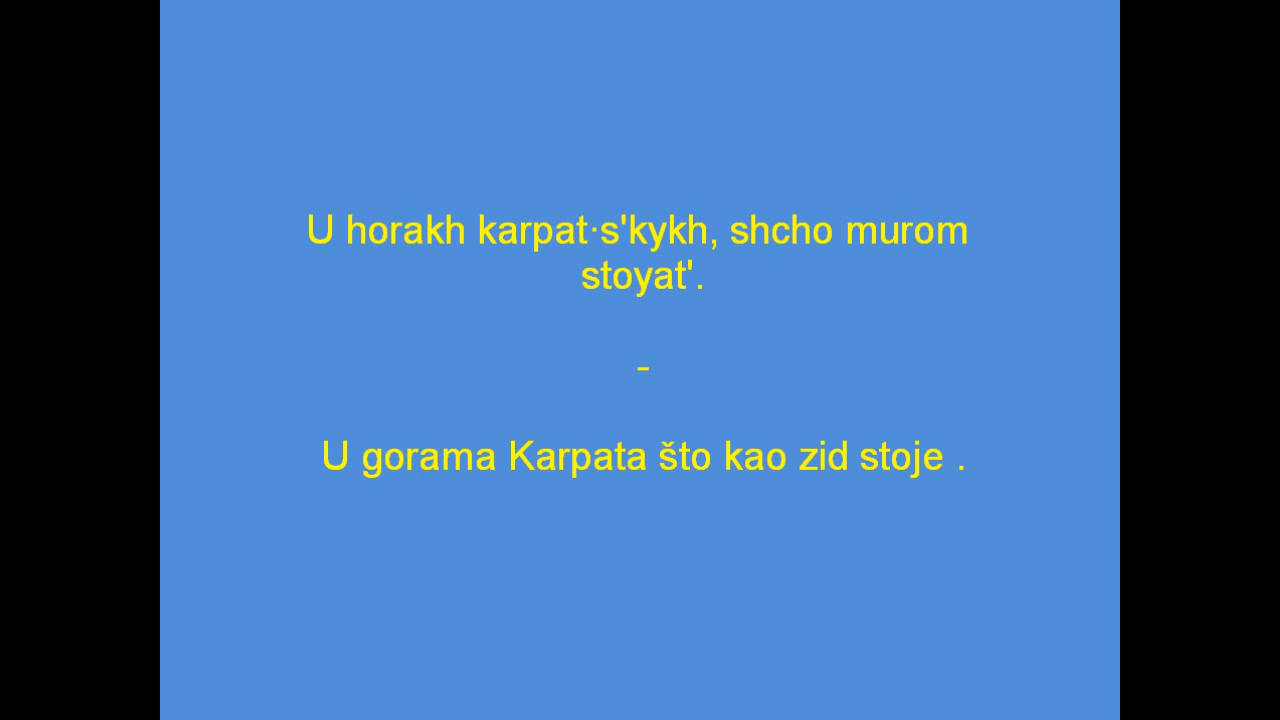 U horakh karpat·s'kykh, shcho murom
stoyat'.
-
U gorama Karpata što kao zid stoje .